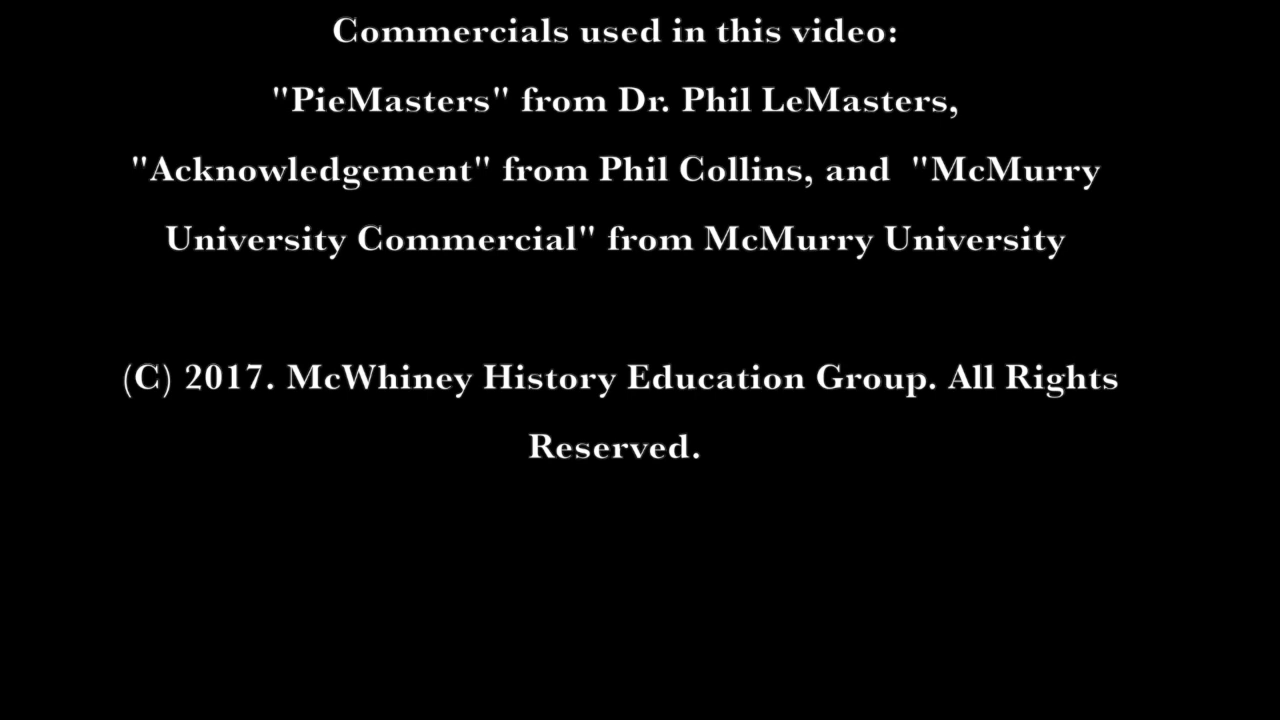 Commercials used in this video:
"PieMasters" from Dr. Phil LeMasters,
"Acknowledgement" from Phil Collins, and  "McMurry
University Commercial" from McMurry University
(C) 2017. McWhiney History Education Group. All Rights
Reserved.